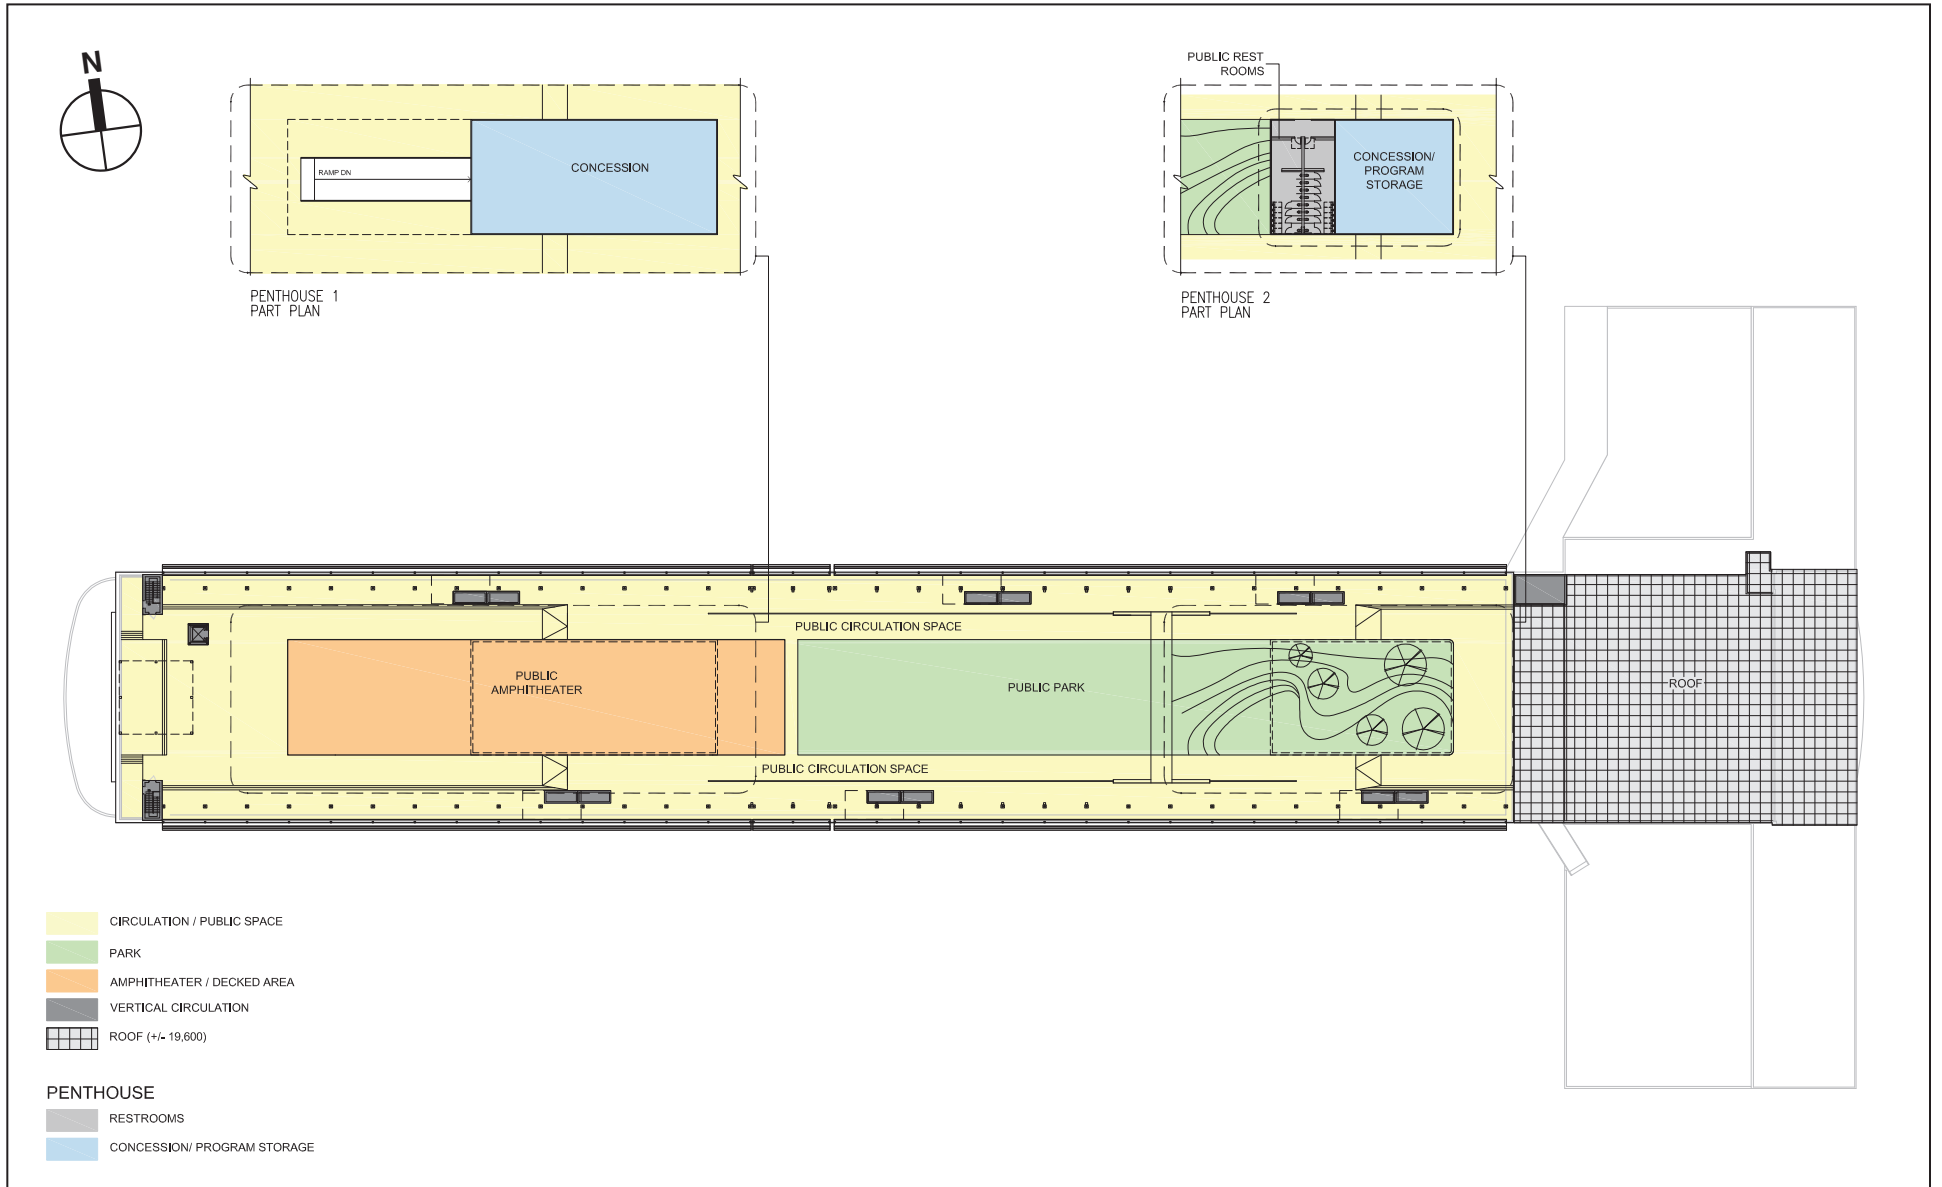 N
PUBLIC REST
ROOMS
RAMP DN
CONCESSION
CONCESSION/
PROGRAM
STORAGE
PENTHOUSE 1
PART PLAN
PENTHOUSE 2
PART PLAN
PUBLIC CIRCULATION SPACE
PUBLIC
AMPHITHEATER
PUBLIC PARK
ROOF
PUBLIC CIRCULATION SPACE
CIRCULATION / PUBLIC SPACE
PARK
AMPHITHEATER / DECKED AREA
VERTICAL CIRCULATION
ROOF (+/- 19,600)
PENTHOUSE
RESTROOMS
CONCESSION/ PROGRAM STORAGE